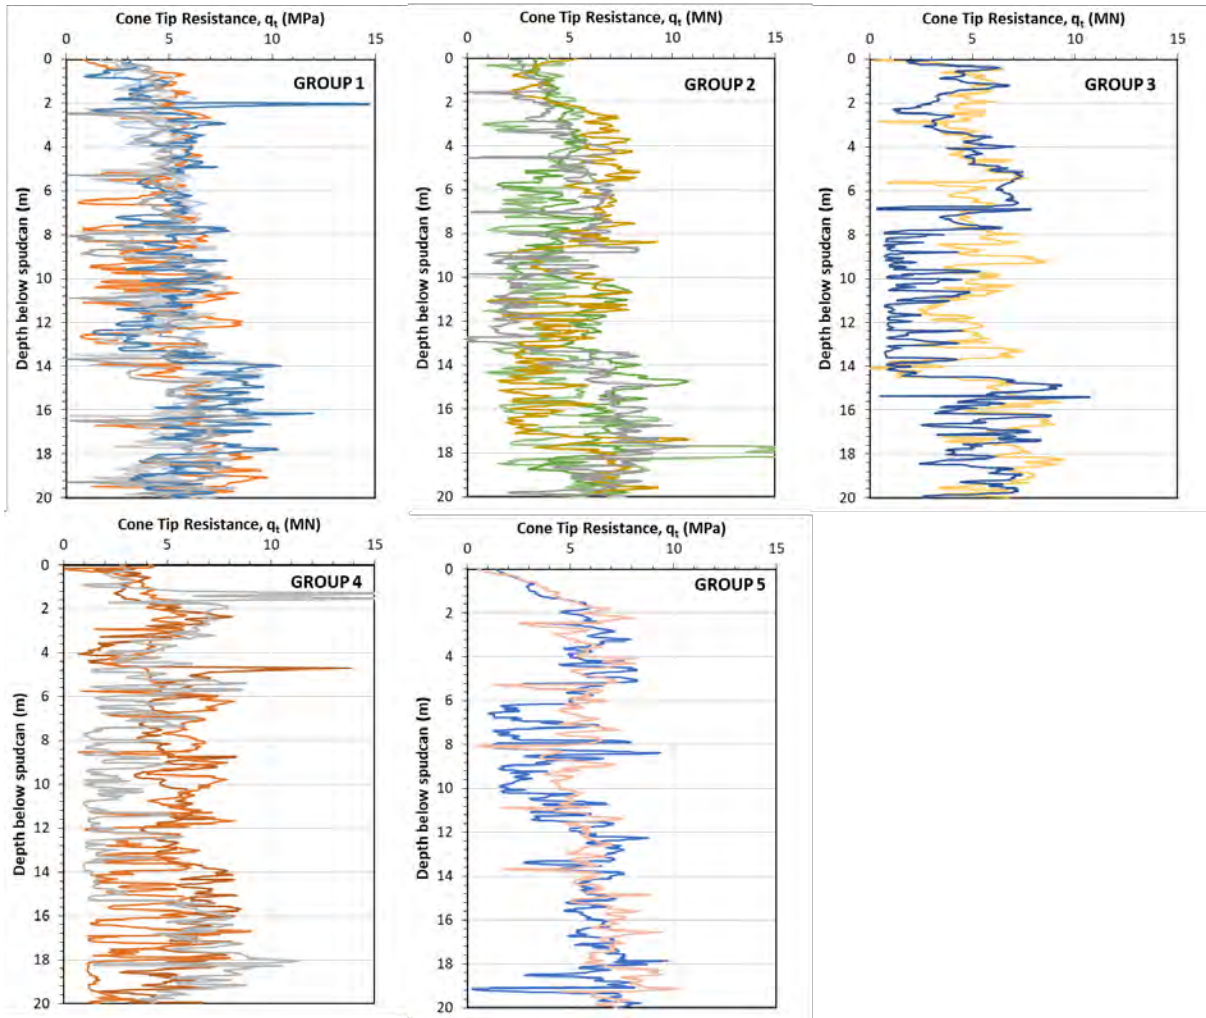 Cone Tip Resistance, qt (MPa)
0 5 10 15
GROUP 1
Depth below spudcan (m)
0
2
4
6
8
10
12
14
16
18
20
Cone Tip Resistance, qt (MN)
0 5 10 15
GROUP 2
Depth below spudcan (m)
0
2
4
6
8
10
12
14
16
18
20
Cone Tip Resistance, qt (MN)
0 5 10 15
GROUP 3
Depth below spudcan (m)
0
2
4
6
8
10
12
14
16
18
20
Cone Tip Resistance, qt (MN)
0 5 10 15
GROUP 4
Depth below spudcan (m)
0
2
4
6
8
10
12
14
16
18
20
Cone Tip Resistance, qt (MPa)
0 5 10 15
GROUP 5
Depth below spudcan (m)
0
2
4
6
8
10
12
14
16
18
20